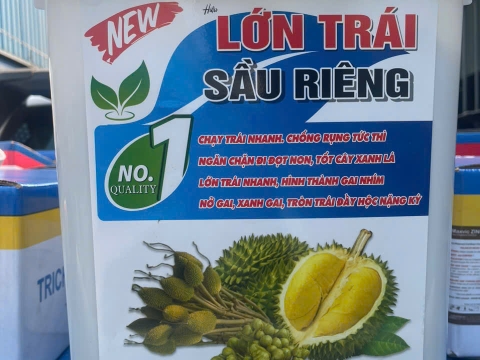 NEW
Hiệu
LỚN TRÁI
SẦU RIÊNG
NO. 1
QUALITY
CHẠY TRÁI NHANH. CHỐNG RỤNG TỨC THÌ
NGĂN CHẶN ĐI ĐỌT NON, TỐT CÂY XANH LÁ
LỚN TRÁI NHANH, HÌNH THÀNH GAI NHÍM
NỞ GAI, XANH GAI, TRÒN TRÁI ĐẦY HỘC NẶNG KÝ
TRIC